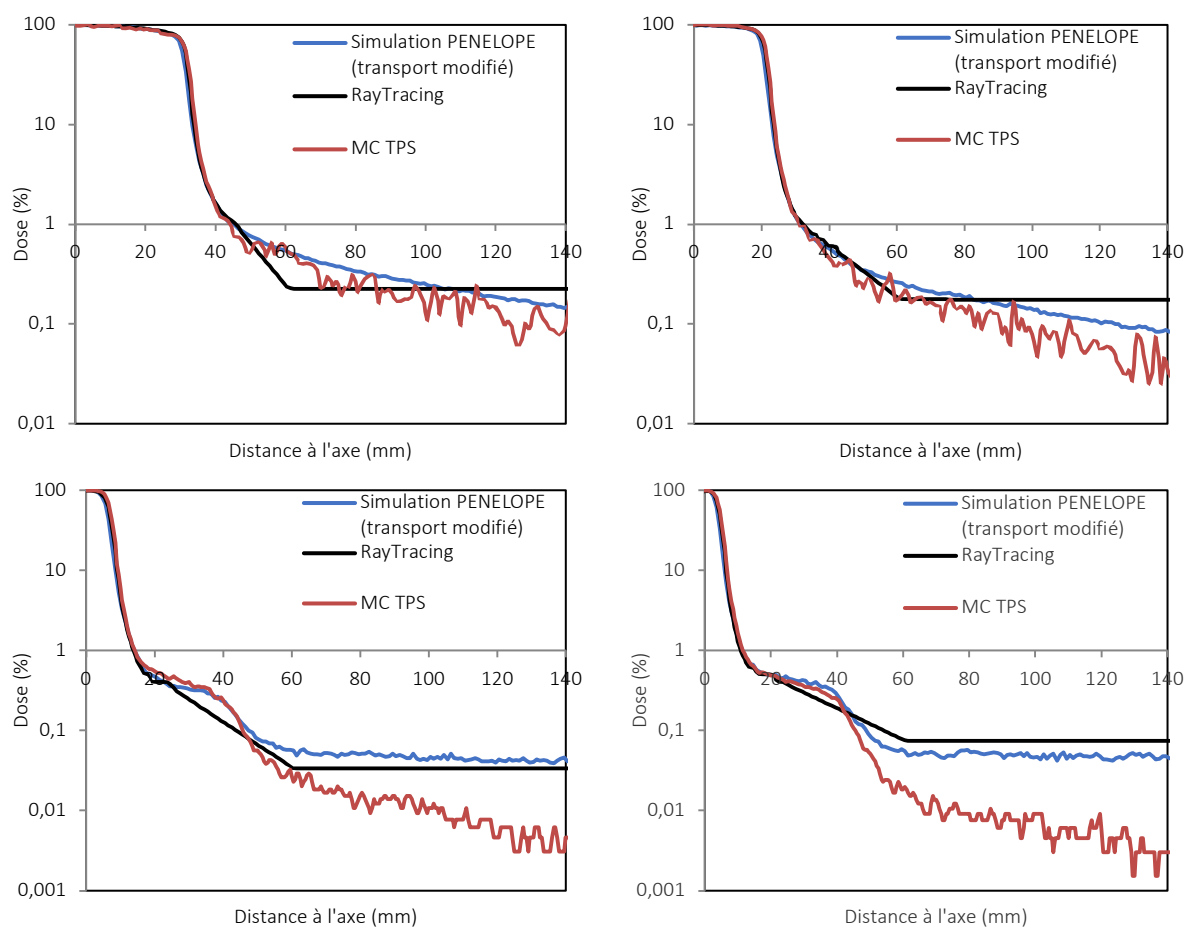 100
10
1
0,1
0,01
Dose (%)
0 20 40 60 80 100 120 140
Distance à l'axe (mm)
Simulation PENELOPE
(transport modifié)
RayTracing
MC TPS
100
10
1
0,1
0,01
Dose (%)
0 20 40 60 80 100 120 140
Distance à l'axe (mm)
Simulation PENELOPE
(transport modifié)
RayTracing
MC TPS
100
10
1
0,1
0,01
0,001
Dose (%)
0 20 40 60 80 100 120 140
Distance à l'axe (mm)
Simulation PENELOPE
(transport modifié)
RayTracing
MC TPS
100
10
1
0,1
0,01
0,001
Dose (%)
0 20 40 60 80 100 120 140
Distance à l'axe (mm)
Simulation PENELOPE
(transport modifié)
RayTracing
MC TPS